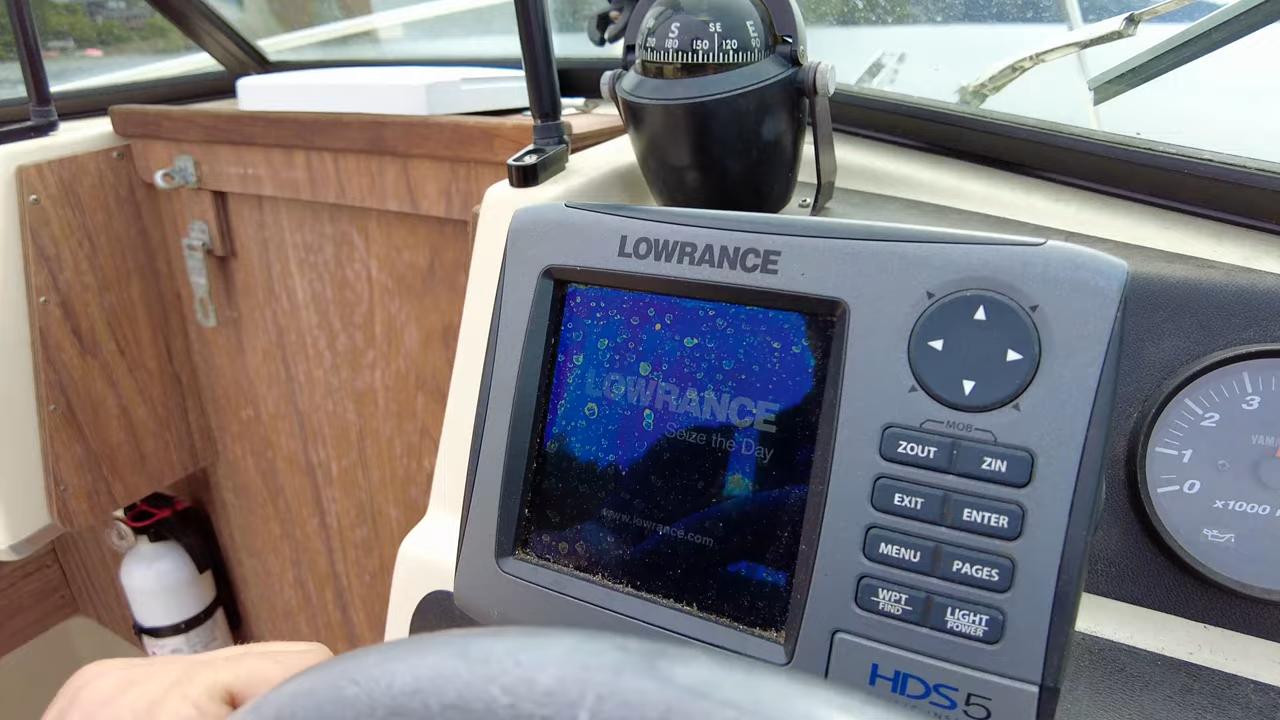 S SE E
180 150 120 90
LOWRANCE
LOWRANCE
Seize the Day
www.lowrance.com
MOB
ZOUT ZIN
EXIT ENTER
MENU PAGES
WPT
FIND
LIGHT
POWER
HDS5
3
2
1
0
x1000